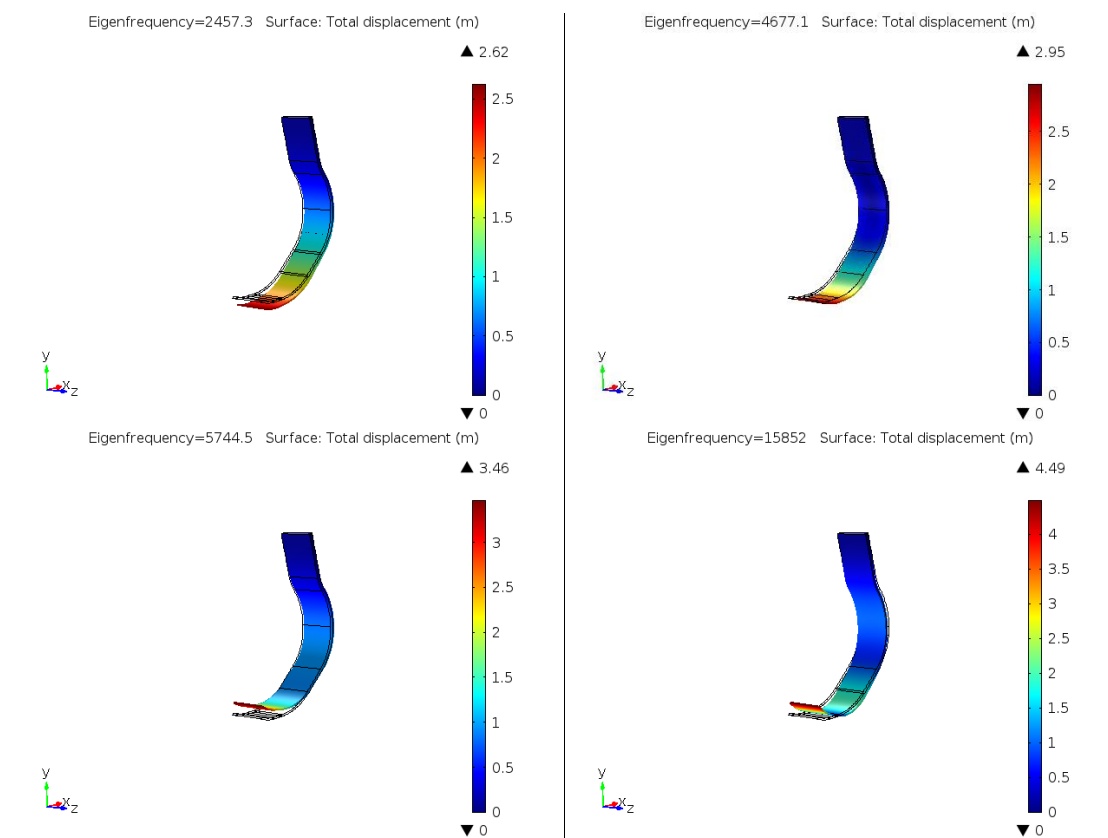 Eigenfrequency=2457.3 Surface: Total displacement (m)
▲ 2.62
2.5
2
1.5
1
0.5
0
▼ 0
y
x
z
Eigenfrequency=4677.1 Surface: Total displacement (m)
▲ 2.95
2.5
2
1.5
1
0.5
0
▼ 0
y
x
z
Eigenfrequency=5744.5 Surface: Total displacement (m)
▲ 3.46
3
2.5
2
1.5
1
0.5
0
▼ 0
y
x
z
Eigenfrequency=15852 Surface: Total displacement (m)
▲ 4.49
4
3.5
3
2.5
2
1.5
1
0.5
0
▼ 0
y
x
z